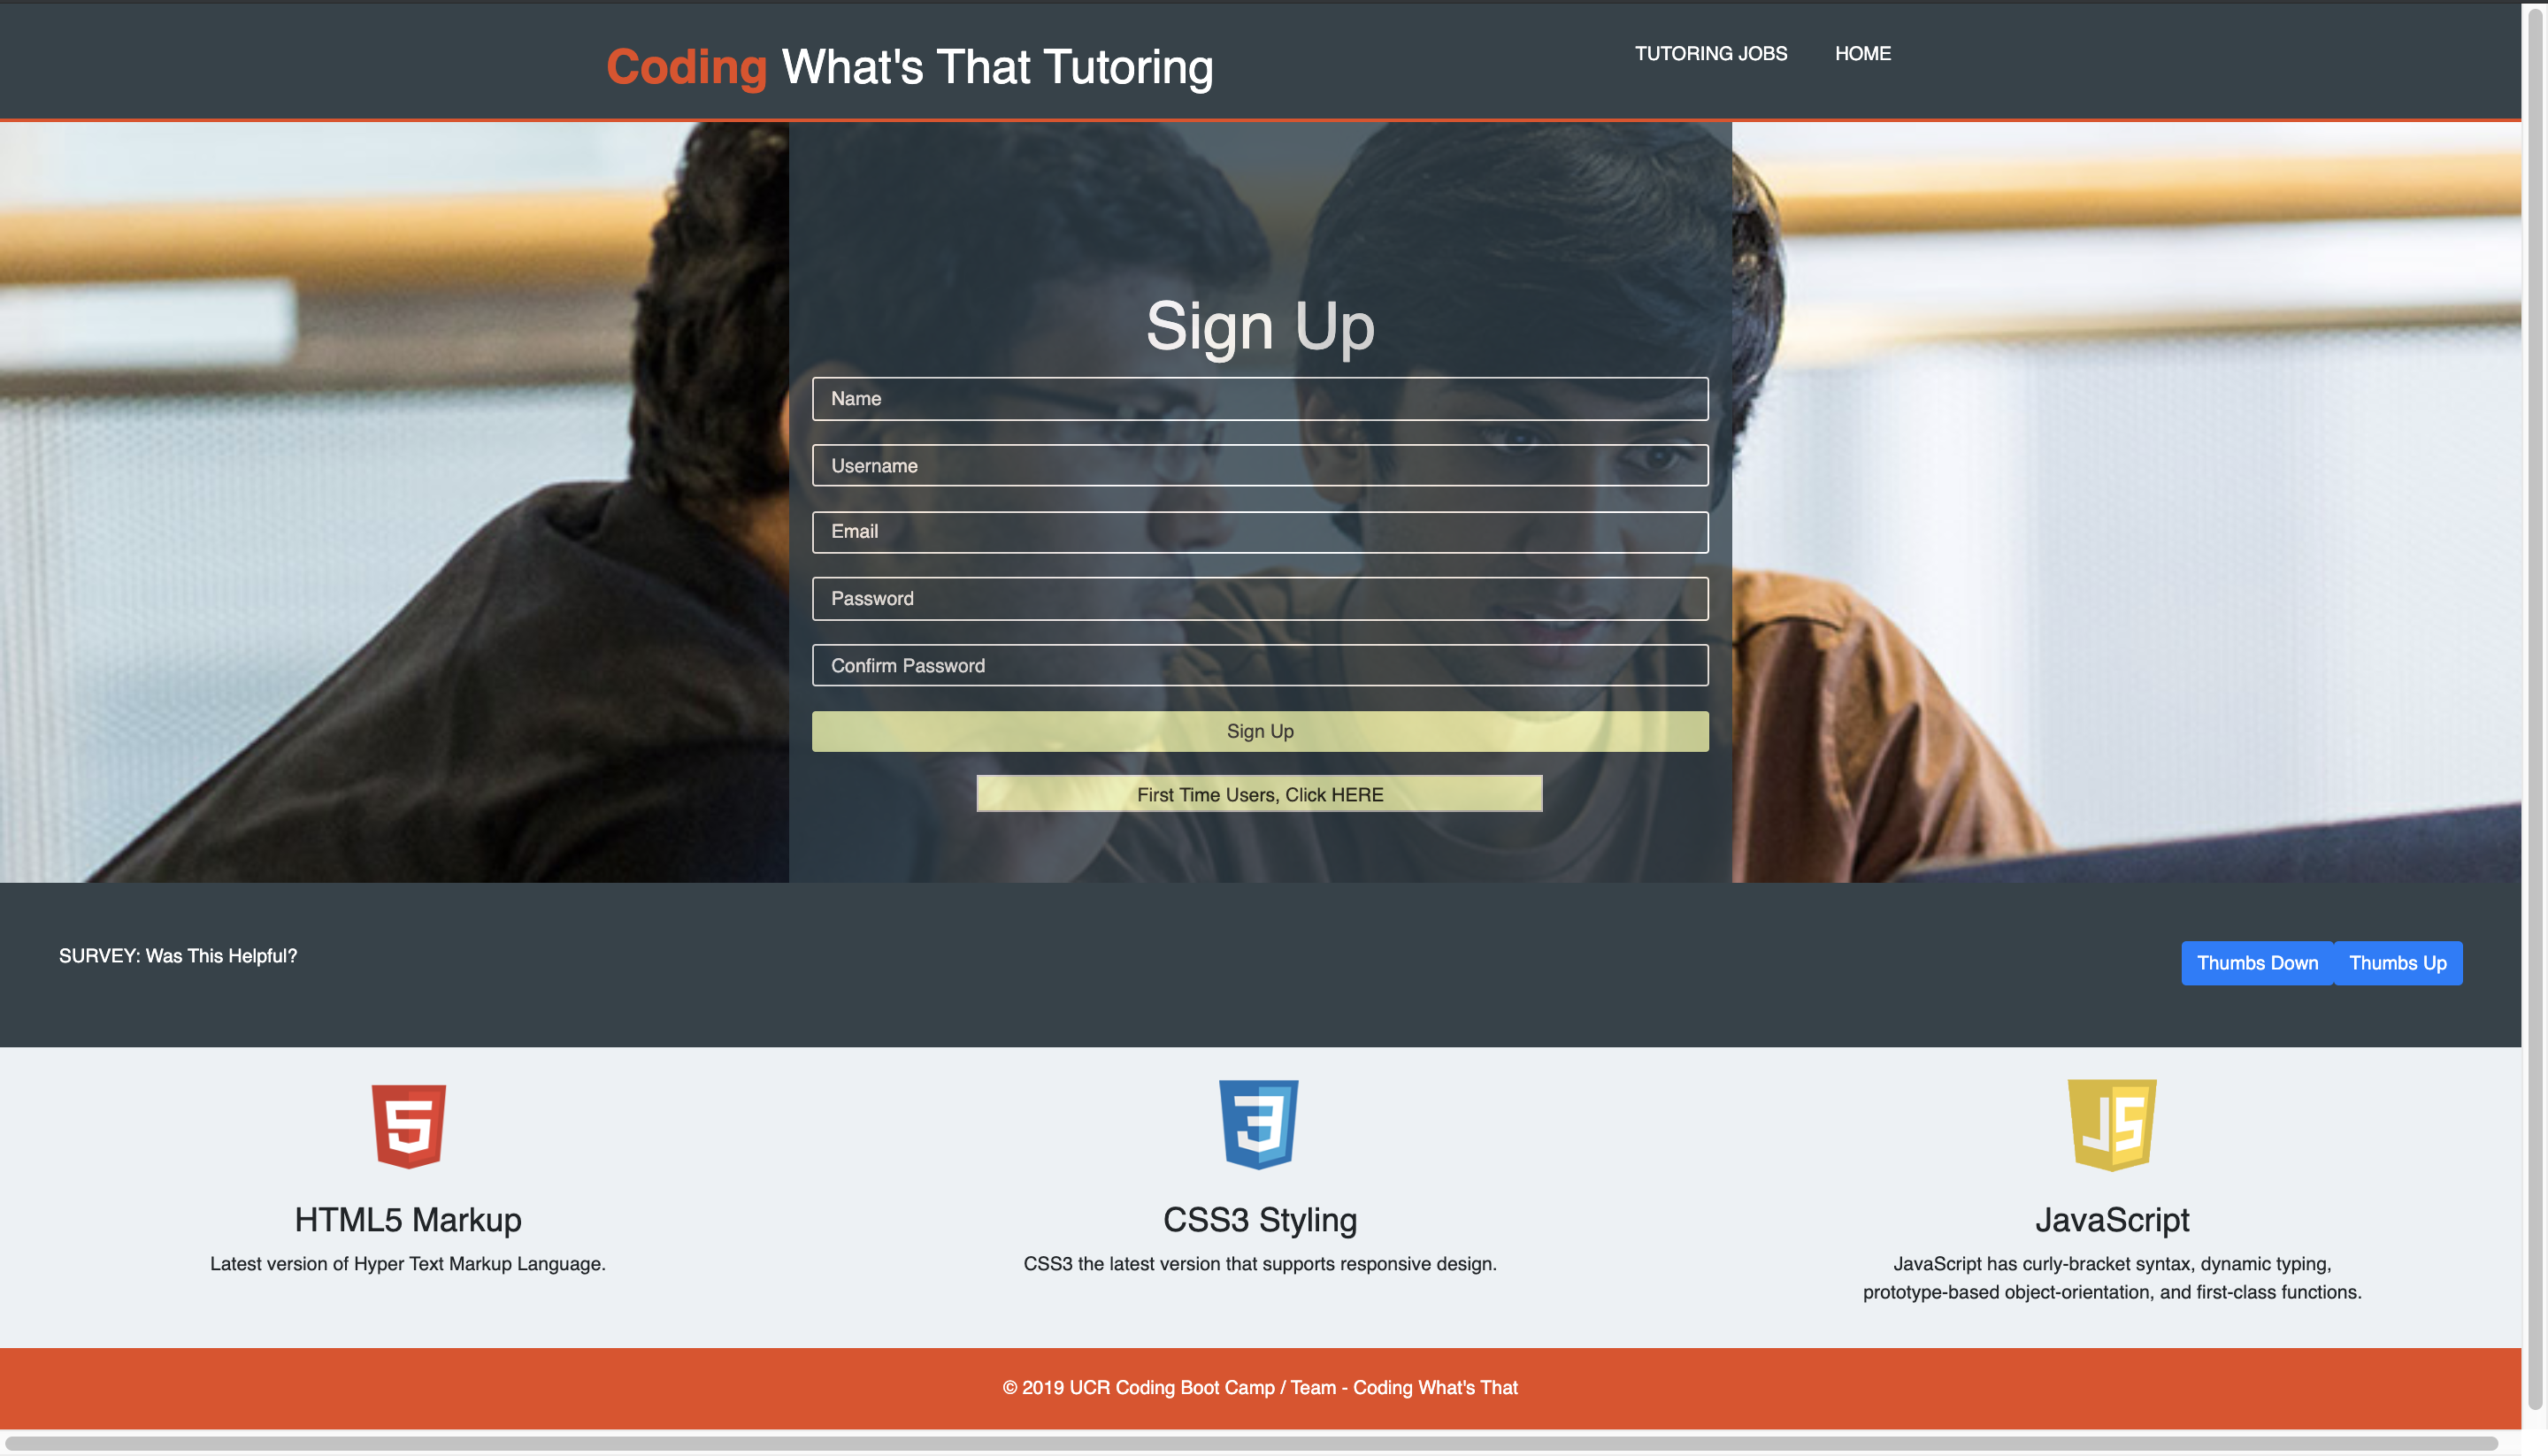 Coding What's That Tutoring
TUTORING JOBS HOME
Sign Up
Name
Username
Email
Password
Confirm Password
Sign Up
First Time Users, Click HERE
SURVEY: Was This Helpful?
Thumbs Down Thumbs Up
5
3
JS
HTML5 Markup
Latest version of Hyper Text Markup Language.
CSS3 Styling
CSS3 the latest version that supports responsive design.
JavaScript
JavaScript has curly-bracket syntax, dynamic typing,
prototype-based object-orientation, and first-class functions.
© 2019 UCR Coding Boot Camp / Team - Coding What's That